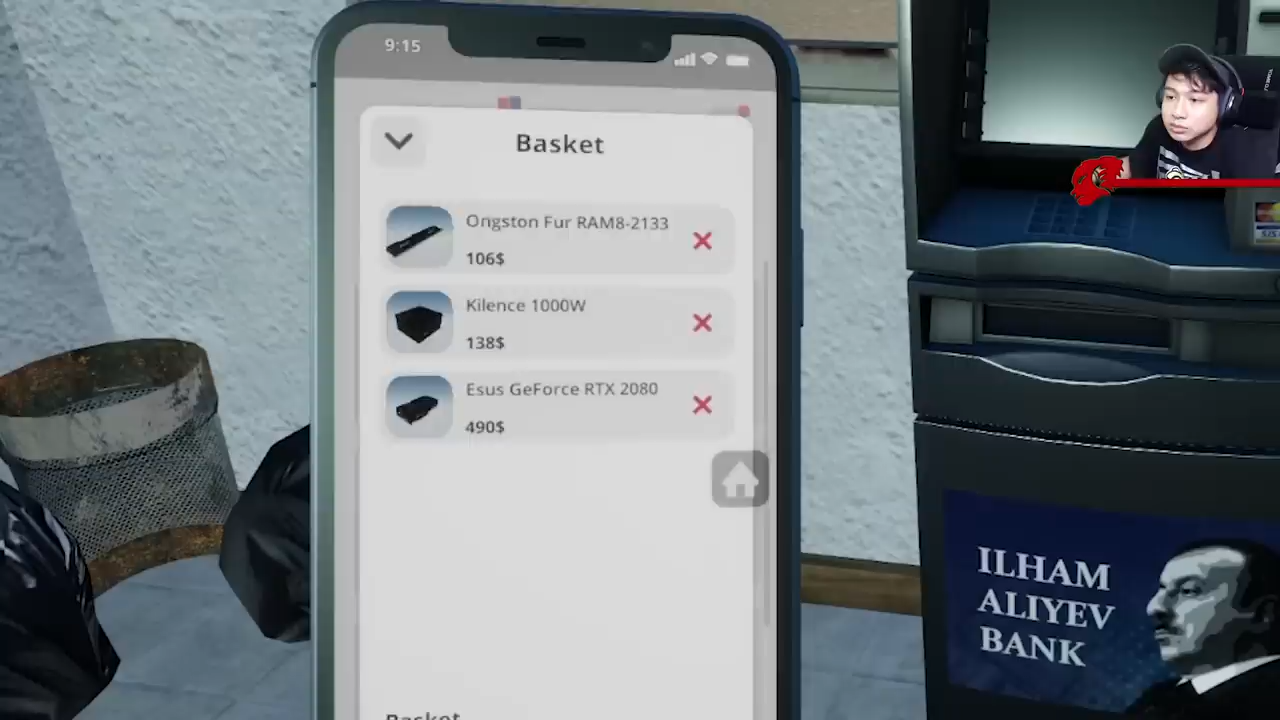 9:15
Basket
Ongston Fur RAM8-2133
106$
Kilence 1000W
138$
Esus GeForce RTX 2080
490$
Basket
ILHAM
ALIYEV
BANK